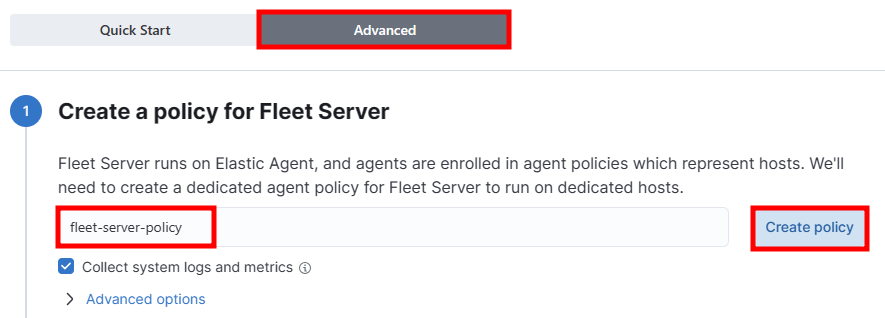 Quick Start
Advanced
1
Create a policy for Fleet Server
Fleet Server runs on Elastic Agent, and agents are enrolled in agent policies which represent hosts. We'll
need to create a dedicated agent policy for Fleet Server to run on dedicated hosts.
fleet-server-policy
Create policy
Collect system logs and metrics
Advanced options